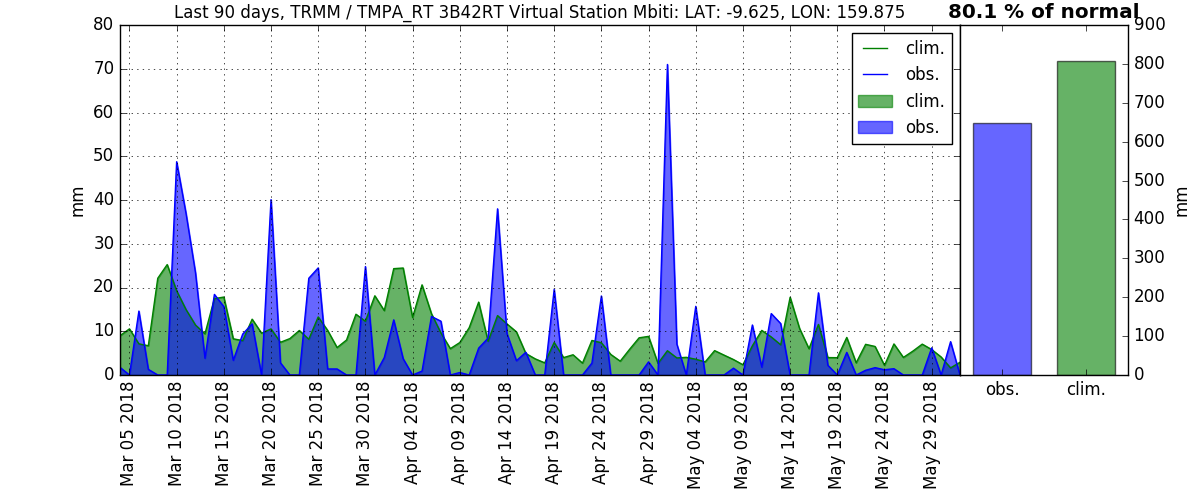 Last 90 days, TRMM / TMPA_RT 3B42RT Virtual Station Mbiti: LAT: -9.625, LON: 159.875
80.1 % of normal
80
70
60
50
40
30
20
10
0
mm
clim.
obs.
clim.
obs.
Mar 05 2018
Mar 10 2018
Mar 15 2018
Mar 20 2018
Mar 25 2018
Mar 30 2018
Apr 04 2018
Apr 09 2018
Apr 14 2018
Apr 19 2018
Apr 24 2018
Apr 29 2018
May 04 2018
May 09 2018
May 14 2018
May 19 2018
May 24 2018
May 29 2018
900
800
700
600
500
400
300
200
100
0
mm
obs.
clim.